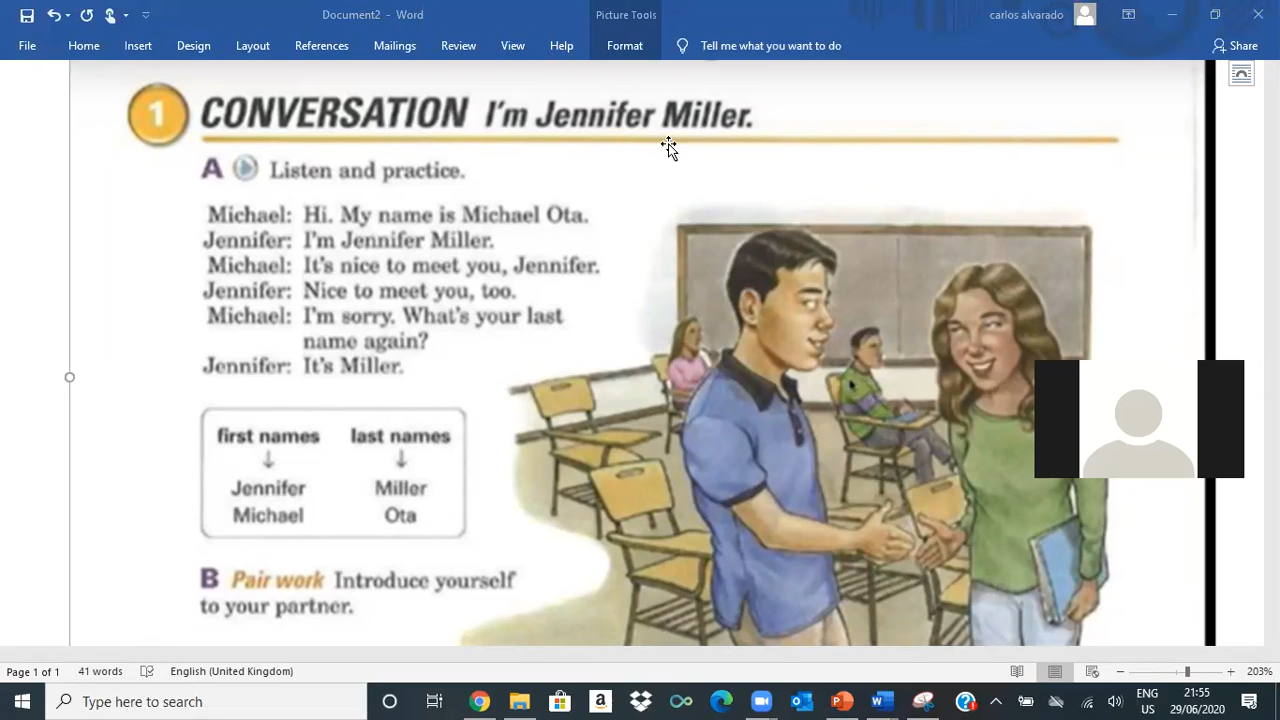 Document2 - Word
Picture Tools
carlos alvarado
File Home Insert Design Layout References Mailings Review View Help Format Tell me what you want to do Share
1 CONVERSATION I'm Jennifer Miller.
A Listen and practice.
Michael: Hi. My name is Michael Ota.
Jennifer: I'm Jennifer Miller.
Michael: It's nice to meet you, Jennifer.
Jennifer: Nice to meet you, too.
Michael: I'm sorry. What's your last
name again?
Jennifer: It's Miller.
first names last names
Jennifer Miller
Michael Ota
B Pair work Introduce yourself
to your partner.
Page 1 of 1 41 words English (United Kingdom) 203%
Type here to search
ENG 21:55
US 29/06/2020